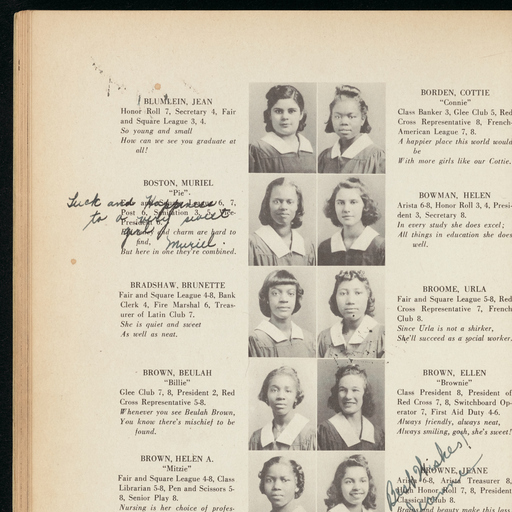 BLUMLEIN, JEAN
Honor Roll 7, Secretary 4, Fair
and Square League 3, 4.
So young and small
How can we see you graduate at
all!
BOSTON, MURIEL
"Pie"
6, 7,
Post 6, Sanitation 3,
President
and charm are hard to
find,
But here in one they're combined.
Luck and Happiness
to a very sweet
girl
Muriel.
BRADSHAW, BRUNETTE
Fair and Square League 4-8, Bank
Clerk 4, Fire Marshal 6, Treas-
urer of Latin Club 7.
She is quiet and sweet
As well as neat.
BROWN, BEULAH
"Billie"
Glee Club 7, 8, President 2, Red
Cross Representative 5-8.
Whenever you see Beulah Brown,
You know there's mischief to be
found.
BROWN, HELEN A.
"Mitzie"
Fair and Square League 4-8, Class
Librarian 5-8, Pen and Scissors 5-
8, Senior Play 8.
Nursing is her choice of profes-
BORDEN, COTTIE
"Connie"
Class Banker 3, Glee Club 5, Red
Cross Representative 8, French-
American League 7, 8.
A happier place this world would
be
With more girls like our Cottie.
BOWMAN, HELEN
Arista 6-8, Honor Roll 3, 4, Presi-
dent 3, Secretary 8.
In every study she does excel;
All things in education she does
well.
BROOME, URLA
Fair and Square League 5-8, Red
Cross Representative 7, French
Club 8.
Since Urla is not a shirker,
She'll succeed as a social worker.
BROWN, ELLEN
"Brownie"
Class President 8, President of
Red Cross 7, 8, Switchboard Op-
erator 7, First Aid Duty 4-6.
Always friendly, always neat,
Always smiling, gosh, she's sweet!
BROWNE, JEANE
Arista 6-8, Arista Treasurer 8,
Honor Roll 7, 8, President
Classical Club 8.
Brains and beauty make this lass
Best Wishes!